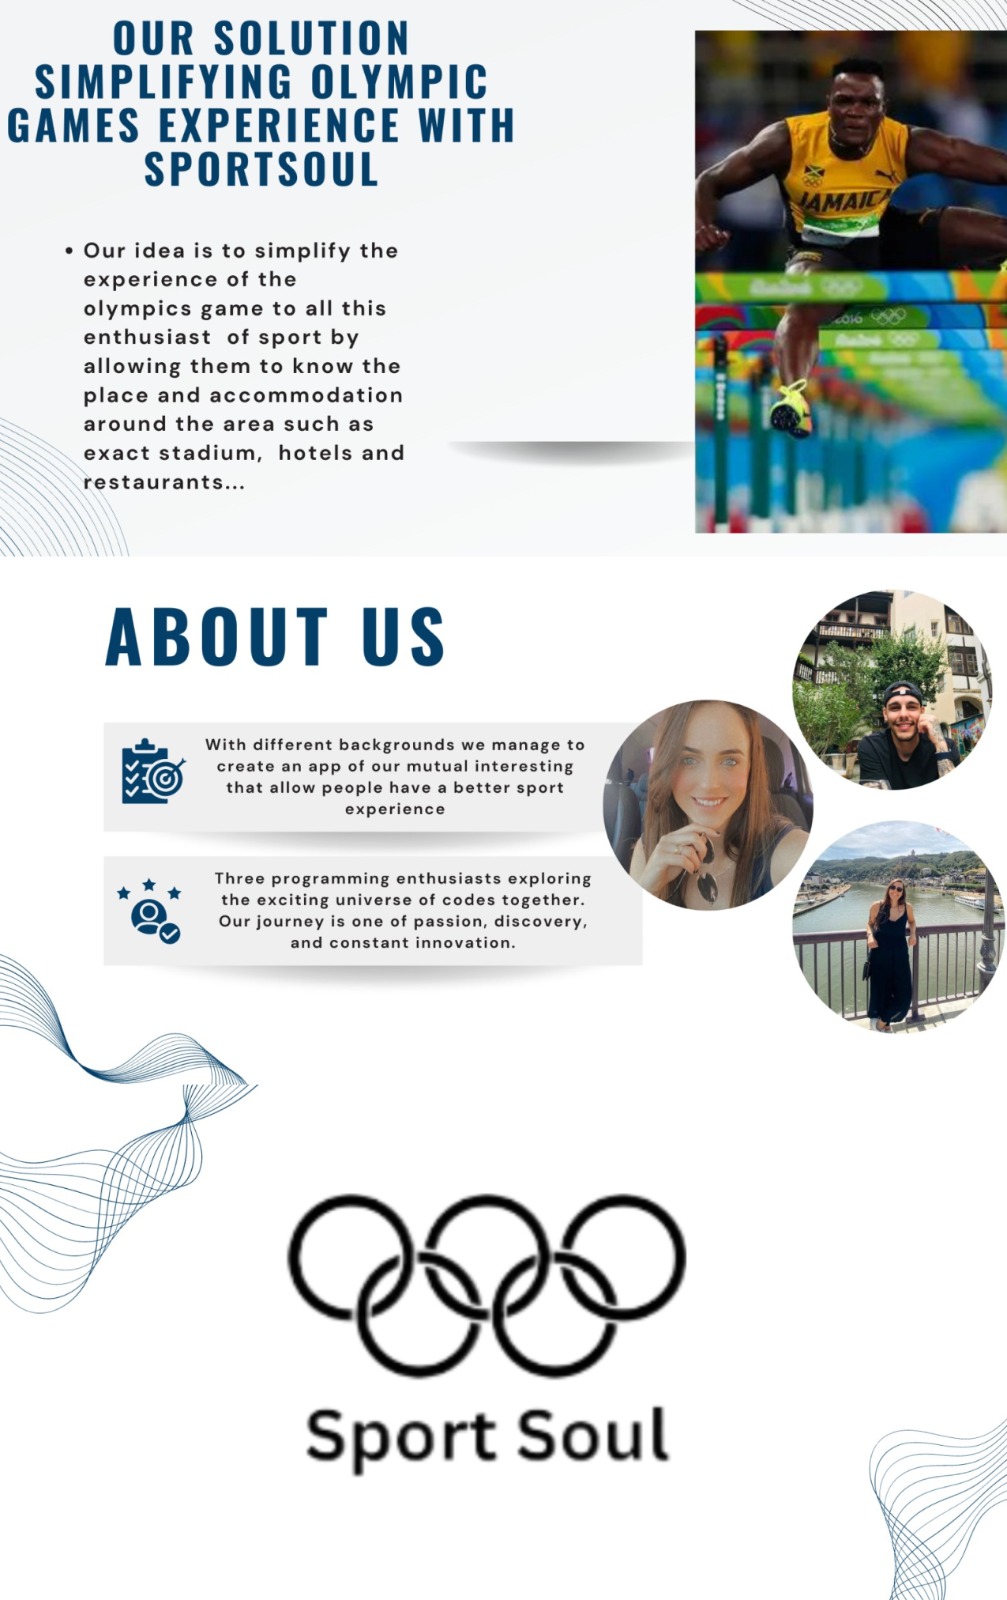 OUR SOLUTION
SIMPLIFYING OLYMPIC
GAMES EXPERIENCE WITH
SPORTSOUL
• Our idea is to simplify the
experience of the
olympics game to all this
enthusiast of sport by
allowing them to know the
place and accommodation
around the area such as
exact stadium, hotels and
restaurants...
JAMAICA
2016
ABOUT US
With different backgrounds we manage to
create an app of our mutual interesting
that allow people have a better sport
experience
Three programming enthusiasts exploring
the exciting universe of codes together.
Our journey is one of passion, discovery,
and constant innovation.
Sport Soul